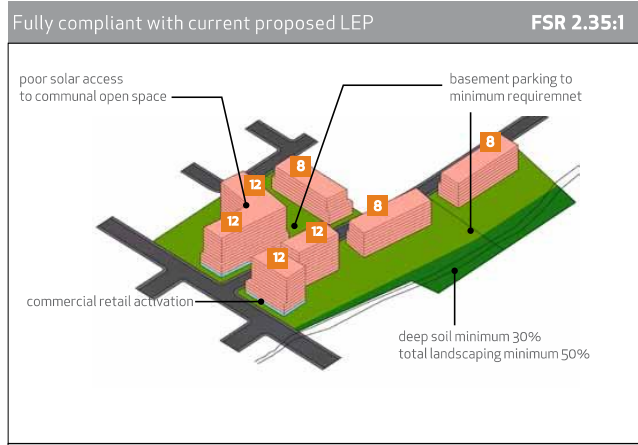 Fully compliant with current proposed LEP
FSR 2.35:1
poor solar access
to communal open space
basement parking to
minimum requiremnet
8
8
12
8
12
12
12
commercial retail activation
deep soil minimum 30%
total landscaping minimum 50%